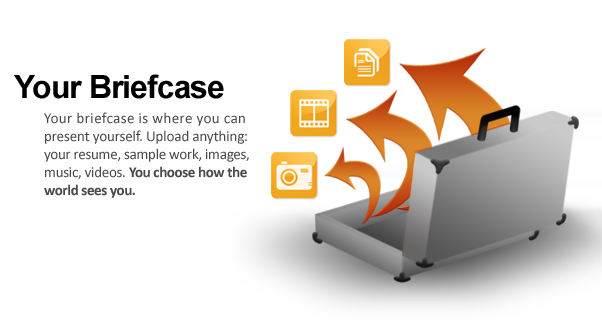 Your Briefcase
Your briefcase is where you can
present yourself. Upload anything:
your resume, sample work, images,
music, videos. You choose how the
world sees you.